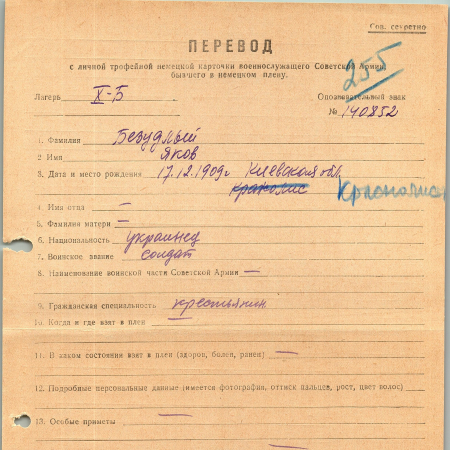 Сов. секретно
ПЕРЕВОД
с личной трофейной немецкой карточки военнослужащего Советской Армии,
бывшего в немецком плену.
255
Лагерь X-Б
Опознавательный знак
№ 140852
1. Фамилия Безудлый
2 Имя Яков
3. Дата и место рождения 17.12.1909г Киевская обл.
4. Имя отца —
5. Фамилия матери —
6. Национальность украинец
7. Воинское звание солдат
8. Наименование воинской части Советской Армии —
9. Гражданская специальность крестьянин
10. Когда и где взят в плен —
11. В каком состоянии взят в плен (здоров, болен, ранен) —
12. Подробные персональные данные (имеется фотография, оттиск пальцев, рост, цвет волос)
—
13. Особые приметы
—